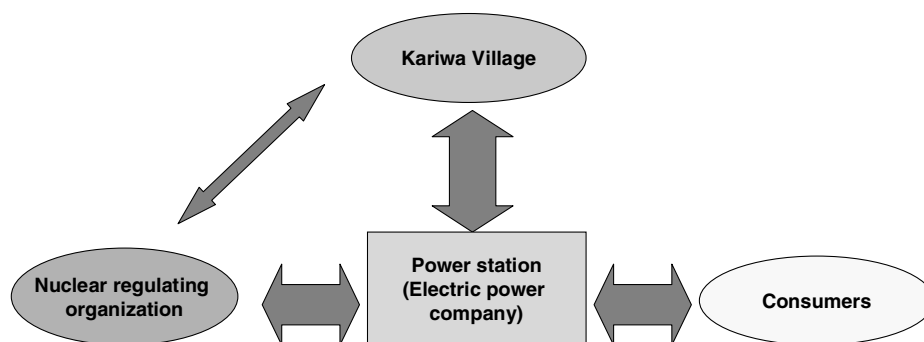 Kariwa Village
Nuclear regulating
organization
Power station
(Electric power
company)
Consumers